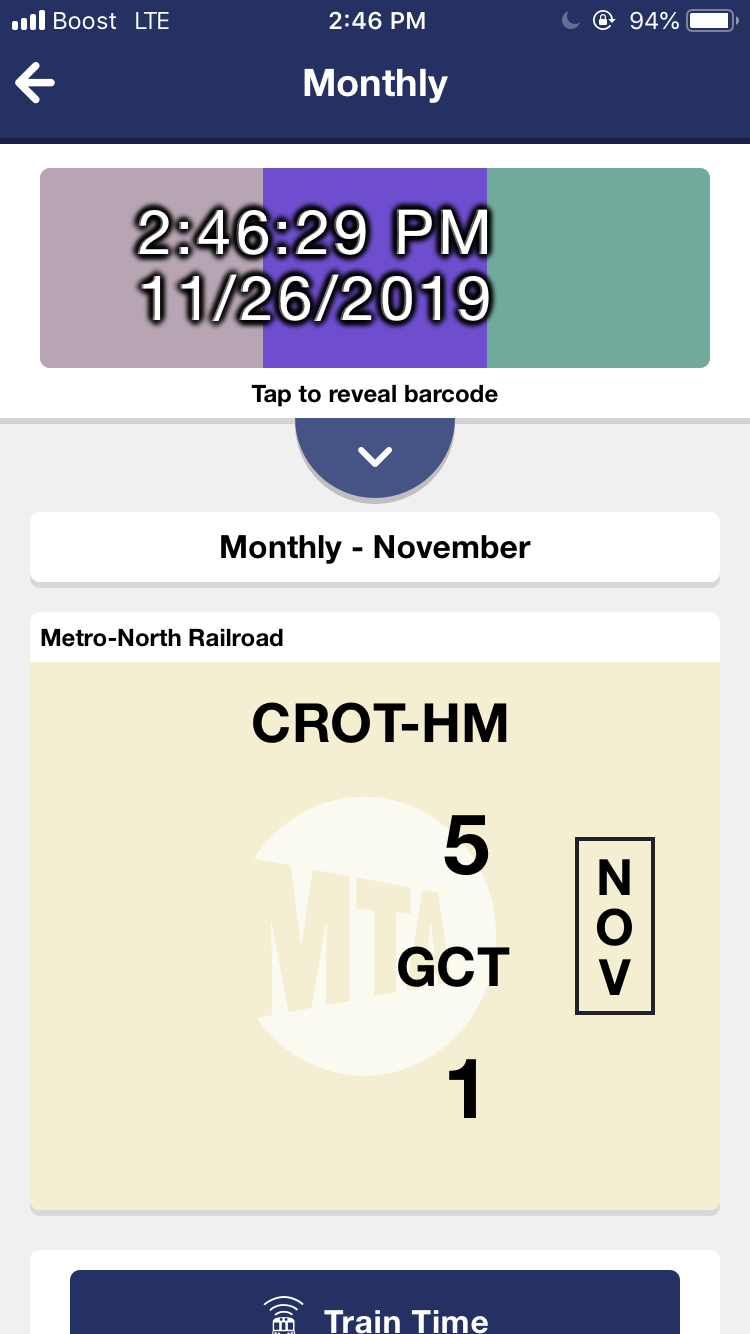 Boost LTE 2:46 PM 94%
Monthly
2:46:29 PM
11/26/2019
Tap to reveal barcode
Monthly - November
Metro-North Railroad
CROT-HM
5
MTA
GCT
1
N
O
V
Train Time